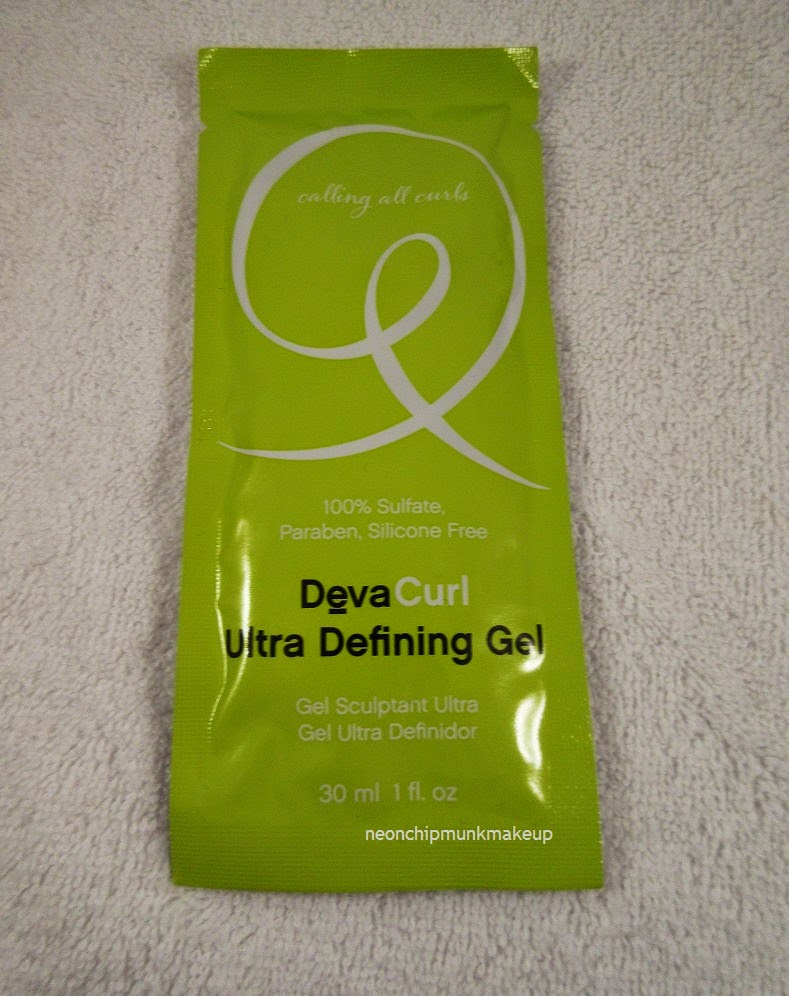 calling all curls
100% Sulfate,
Paraben, Silicone Free
DevaCurl
Ultra Defining Gel
Gel Sculptant Ultra
Gel Ultra Definidor
30 ml 1 fl. oz
neonchipmunkmakeup